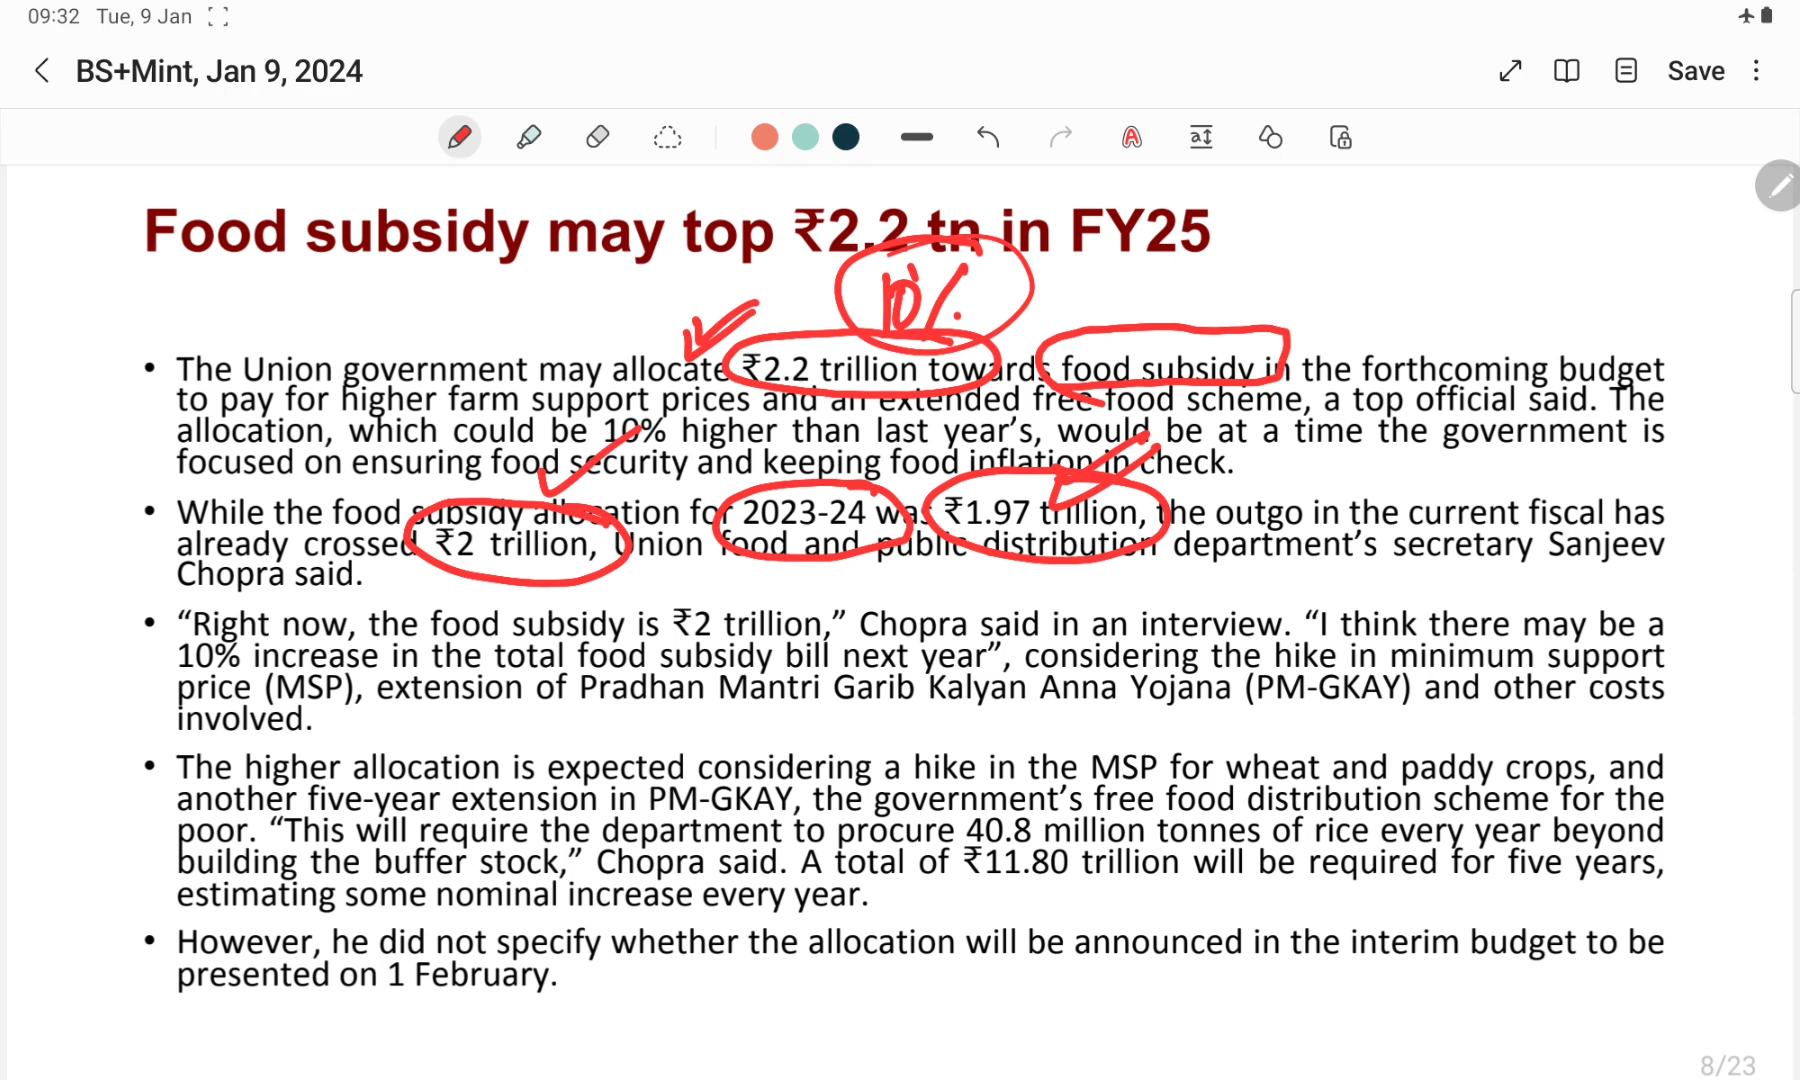 09:32 Tue, 9 Jan
BS+Mint, Jan 9, 2024
Save
Food subsidy may top ₹2.2 tn in FY25
10%
• The Union government may allocate ₹2.2 trillion towards food subsidy in the forthcoming budget
to pay for higher farm support prices and an extended free food scheme, a top official said. The
allocation, which could be 10% higher than last year’s, would be at a time the government is
focused on ensuring food security and keeping food inflation in check.
• While the food subsidy allocation for 2023-24 was ₹1.97 trillion, the outgo in the current fiscal has
already crossed ₹2 trillion, Union food and public distribution department’s secretary Sanjeev
Chopra said.
• “Right now, the food subsidy is ₹2 trillion,” Chopra said in an interview. “I think there may be a
10% increase in the total food subsidy bill next year”, considering the hike in minimum support
price (MSP), extension of Pradhan Mantri Garib Kalyan Anna Yojana (PM-GKAY) and other costs
involved.
• The higher allocation is expected considering a hike in the MSP for wheat and paddy crops, and
another five-year extension in PM-GKAY, the government’s free food distribution scheme for the
poor. “This will require the department to procure 40.8 million tonnes of rice every year beyond
building the buffer stock,” Chopra said. A total of ₹11.80 trillion will be required for five years,
estimating some nominal increase every year.
• However, he did not specify whether the allocation will be announced in the interim budget to be
presented on 1 February.
8/23